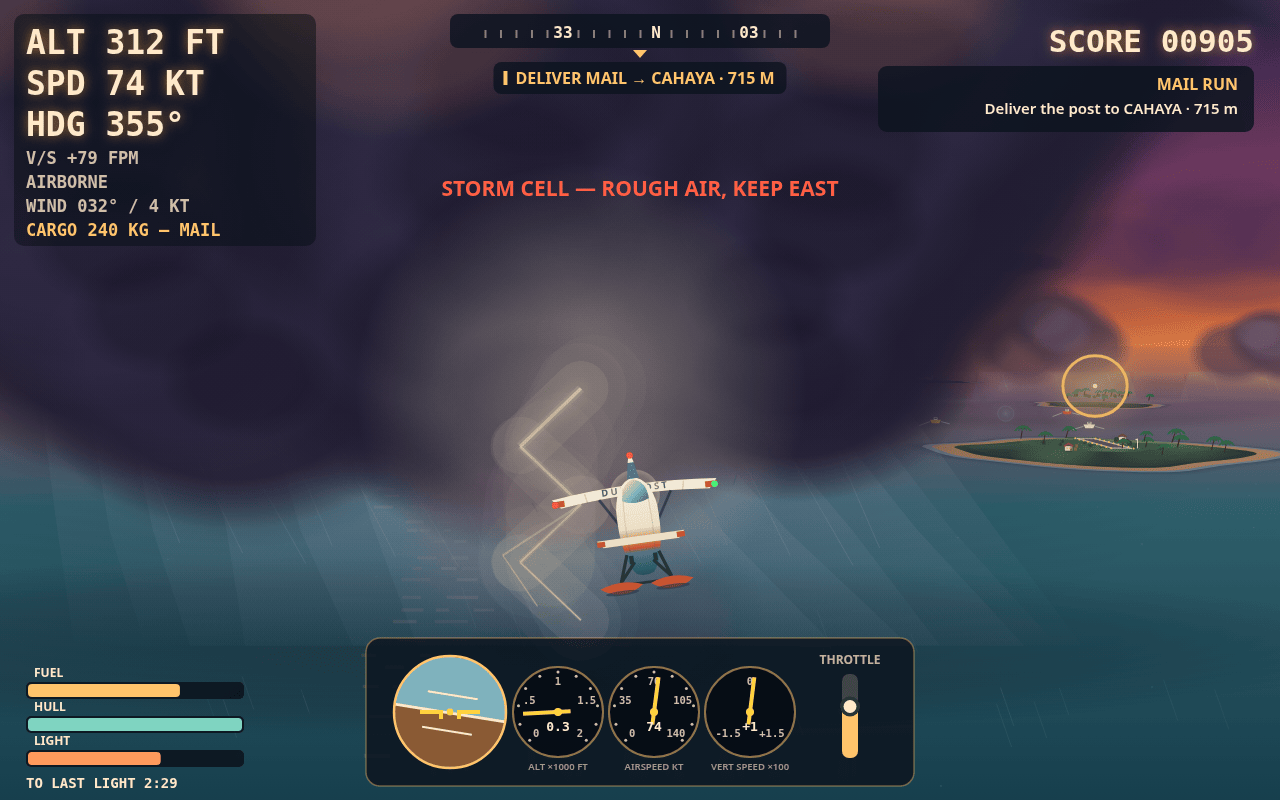 ALT 312 FT
SPD 74 KT
HDG 355°
V/S +79 FPM
AIRBORNE
WIND 032° / 4 KT
CARGO 240 KG — MAIL
33 N 03
DELIVER MAIL → CAHAYA · 715 M
SCORE 00905
MAIL RUN
Deliver the post to CAHAYA · 715 m
STORM CELL — ROUGH AIR, KEEP EAST
FUEL
HULL
LIGHT
TO LAST LIGHT 2:29
0 .5 1 1.5 2
0.3
ALT ×1000 FT
0 35 70 105 140
74
AIRSPEED KT
-1.5 0 +1.5
+1
VERT SPEED ×100
THROTTLE